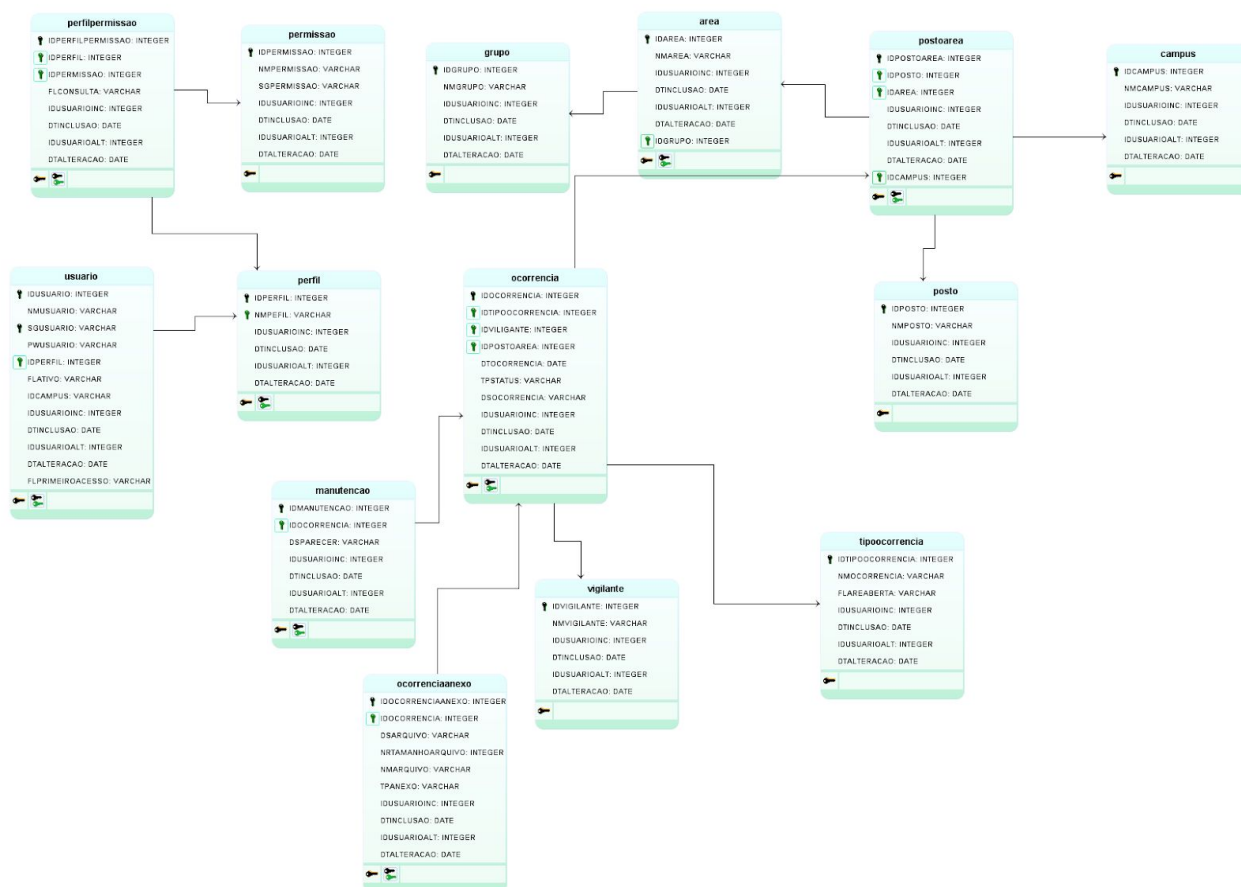 perfilpermissao
IDPERFILPERMISSAO: INTEGER
IDPERFIL: INTEGER
IDPERMISSAO: INTEGER
FLCONSULTA: VARCHAR
IDUSUARIOINC: INTEGER
DTINCLUSAO: DATE
IDUSUARIOALT: INTEGER
DTALTERACAO: DATE
permissao
IDPERMISSAO: INTEGER
NMPERMISSAO: VARCHAR
SGPERMISSAO: VARCHAR
IDUSUARIOINC: INTEGER
DTINCLUSAO: DATE
IDUSUARIOALT: INTEGER
DTALTERACAO: DATE
grupo
IDGRUPO: INTEGER
NMGRUPO: VARCHAR
IDUSUARIOINC: INTEGER
DTINCLUSAO: DATE
IDUSUARIOALT: INTEGER
DTALTERACAO: DATE
area
IDAREA: INTEGER
NMAREA: VARCHAR
IDUSUARIOINC: INTEGER
DTINCLUSAO: DATE
IDUSUARIOALT: INTEGER
DTALTERACAO: DATE
IDGRUPO: INTEGER
postoarea
IDPOSTOAREA: INTEGER
IDPOSTO: INTEGER
IDAREA: INTEGER
IDUSUARIOINC: INTEGER
DTINCLUSAO: DATE
IDUSUARIOALT: INTEGER
DTALTERACAO: DATE
IDCAMPUS: INTEGER
campus
IDCAMPUS: INTEGER
NMCAMPUS: VARCHAR
IDUSUARIOINC: INTEGER
DTINCLUSAO: DATE
IDUSUARIOALT: INTEGER
DTALTERACAO: DATE
usuario
IDUSUARIO: INTEGER
NMUSUARIO: VARCHAR
SGUSUARIO: VARCHAR
PWUSUARIO: VARCHAR
IDPERFIL: INTEGER
FLATIVO: VARCHAR
IDCAMPUS: VARCHAR
IDUSUARIOINC: INTEGER
DTINCLUSAO: DATE
IDUSUARIOALT: INTEGER
DTALTERACAO: DATE
FLPRIMEIROACESSO: VARCHAR
perfil
IDPERFIL: INTEGER
NMPEFIL: VARCHAR
IDUSUARIOINC: INTEGER
DTINCLUSAO: DATE
IDUSUARIOALT: INTEGER
DTALTERACAO: DATE
ocorrencia
IDOCORRENCIA: INTEGER
IDTIPOOCORRENCIA: INTEGER
IDVILIGANTE: INTEGER
IDPOSTOAREA: INTEGER
DTOCORRENCIA: DATE
TPSTATUS: VARCHAR
DSOCORRENCIA: VARCHAR
IDUSUARIOINC: INTEGER
DTINCLUSAO: DATE
IDUSUARIOALT: INTEGER
DTALTERACAO: DATE
posto
IDPOSTO: INTEGER
NMPOSTO: VARCHAR
IDUSUARIOINC: INTEGER
DTINCLUSAO: DATE
IDUSUARIOALT: INTEGER
DTALTERACAO: DATE
manutencao
IDMANUTENCAO: INTEGER
IDOCORRENCIA: INTEGER
DSPARECER: VARCHAR
IDUSUARIOINC: INTEGER
DTINCLUSAO: DATE
IDUSUARIOALT: INTEGER
DTALTERACAO: DATE
vigilante
IDVIGILANTE: INTEGER
NMVIGILANTE: VARCHAR
IDUSUARIOINC: INTEGER
DTINCLUSAO: DATE
IDUSUARIOALT: INTEGER
DTALTERACAO: DATE
tipoocorrencia
IDTIPOOCORRENCIA: INTEGER
NMOCORRENCIA: VARCHAR
FLAREABERTA: VARCHAR
IDUSUARIOINC: INTEGER
DTINCLUSAO: DATE
IDUSUARIOALT: INTEGER
DTALTERACAO: DATE
ocorrenciaanexo
IDOCORRENCIAANEXO: INTEGER
IDOCORRENCIA: INTEGER
DSARQUIVO: VARCHAR
NRTAMANHOARQUIVO: INTEGER
NMARQUIVO: VARCHAR
TPANEXO: VARCHAR
IDUSUARIOINC: INTEGER
DTINCLUSAO: DATE
IDUSUARIOALT: INTEGER
DTALTERACAO: DATE